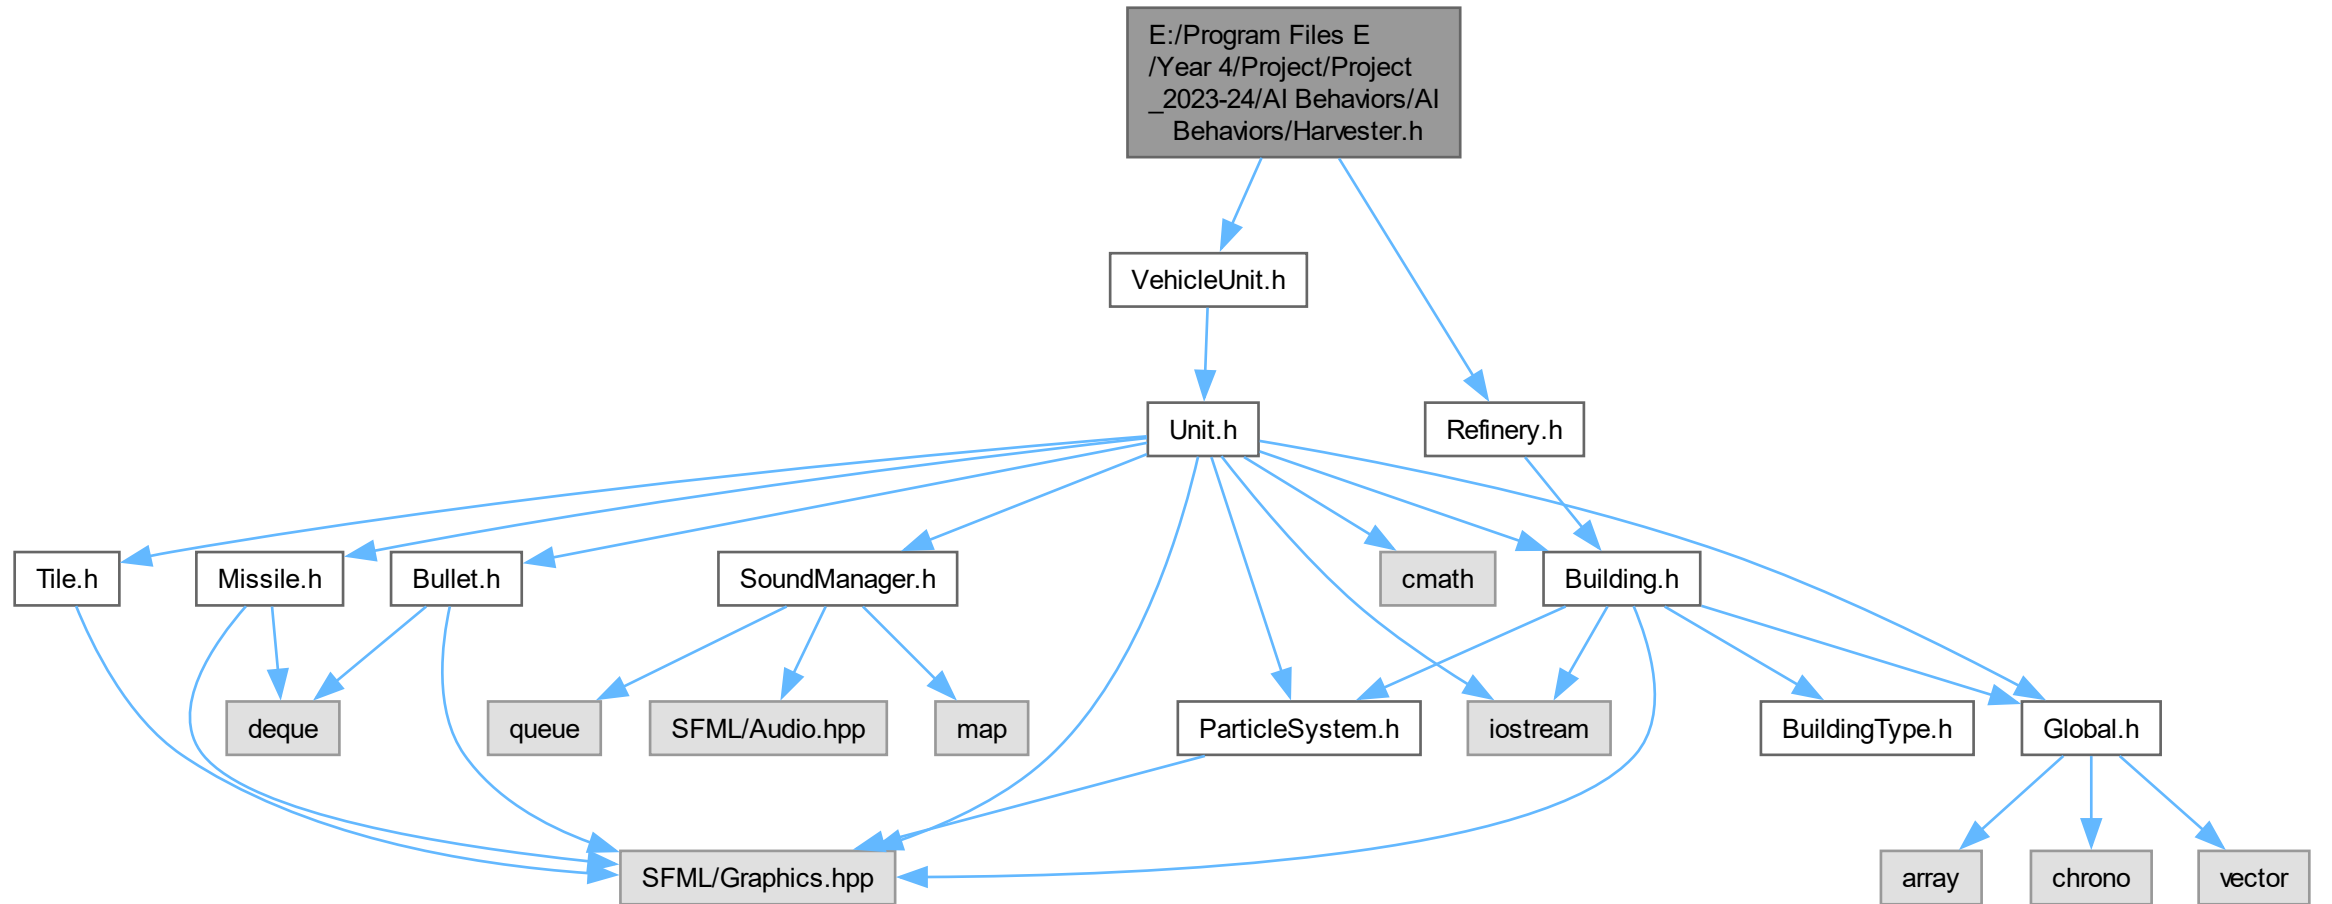 E:/Program Files E
/Year 4/Project/Project
_2023-24/AI Behaviors/AI
Behaviors/Harvester.h
VehicleUnit.h
Unit.h
Refinery.h
Tile.h
Missile.h
Bullet.h
SoundManager.h
cmath
Building.h
deque
queue
SFML/Audio.hpp
map
ParticleSystem.h
iostream
BuildingType.h
Global.h
SFML/Graphics.hpp
array
chrono
vector